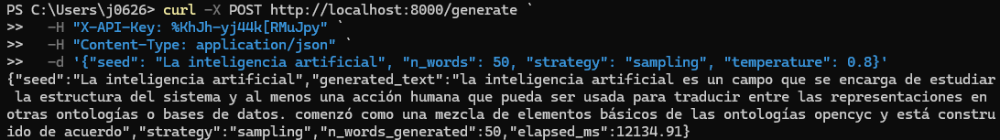 PS C:\Users\j0626> curl -X POST http://localhost:8000/generate `
>>   -H "X-API-Key: %KhJh-yj44k[RMuJpy" `
>>   -H "Content-Type: application/json" `
>>   -d '{"seed": "La inteligencia artificial", "n_words": 50, "strategy": "sampling", "temperature": 0.8}'
{"seed":"La inteligencia artificial","generated_text":"la inteligencia artificial es un campo que se encarga de estudiar
 la estructura del sistema y al menos una acción humana que pueda ser usada para traducir entre las representaciones en
otras ontologías o bases de datos. comenzó como una mezcla de elementos básicos de las ontologías opencyc y está constru
ido de acuerdo","strategy":"sampling","n_words_generated":50,"elapsed_ms":12134.91}